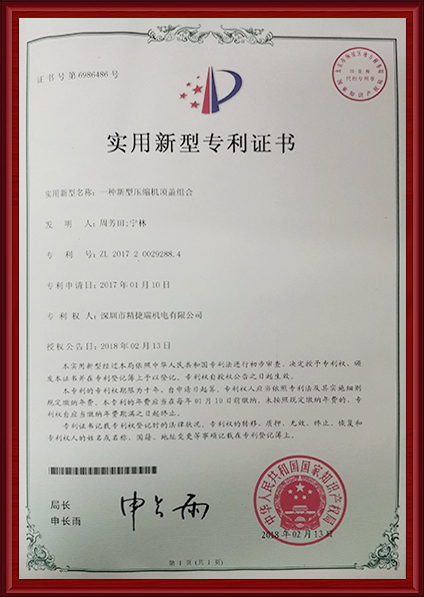 证书号第6986486号
实用新型专利证书
实用新型名称：一种新型压缩机顶盖组合
发明人：周芳田;宁林
专利号：ZL 2017 2 0029288.4
专利申请日：2017年01月10日
专利权人：深圳市精捷瑞机电有限公司
授权公告日：2018年02月13日
本实用新型经过本局依照中华人民共和国专利法进行初步审查，决定授予专利权，颁
发本证书并在专利登记簿上予以登记。专利权自授权公告之日起生效。
本专利的专利权期限为十年，自申请日起算。专利权人应当依照专利法及其实施细则
规定缴纳年费。本专利的年费应当在每年01月10日前缴纳。未按照规定缴纳年费的，专利
权自应当缴纳年费期满之日起终止。
专利证书记载专利权登记时的法律状况。专利权的转移、质押、无效、终止、恢复和
专利权人的姓名或名称、国籍、地址变更等事项记载在专利登记簿上。
局长
申长雨
申长雨
中华人民共和国国家知识产权局
2018年02月13日
第1页(共1页)